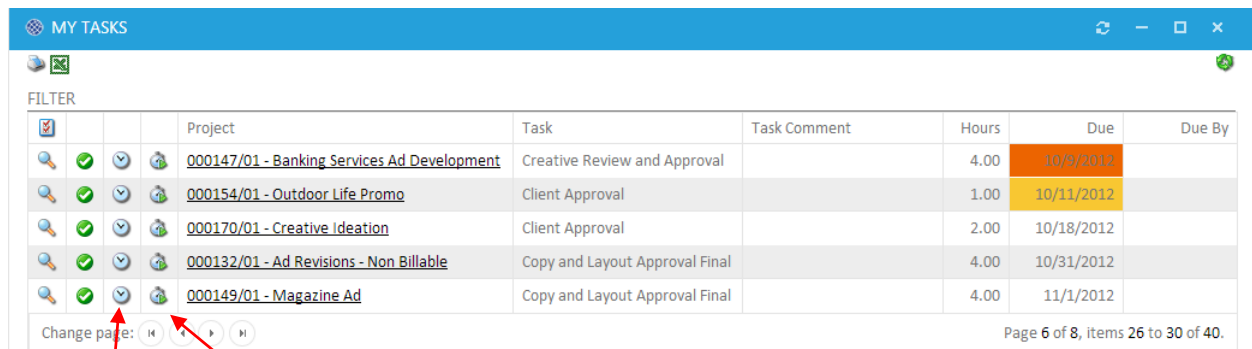 MY TASKS
FILTER
Project Task Task Comment Hours Due Due By
000147/01 - Banking Services Ad Development Creative Review and Approval 4.00 10/9/2012
000154/01 - Outdoor Life Promo Client Approval 1.00 10/11/2012
000170/01 - Creative Ideation Client Approval 2.00 10/18/2012
000132/01 - Ad Revisions - Non Billable Copy and Layout Approval Final 4.00 10/31/2012
000149/01 - Magazine Ad Copy and Layout Approval Final 4.00 11/1/2012
Change page: Page 6 of 8, items 26 to 30 of 40.